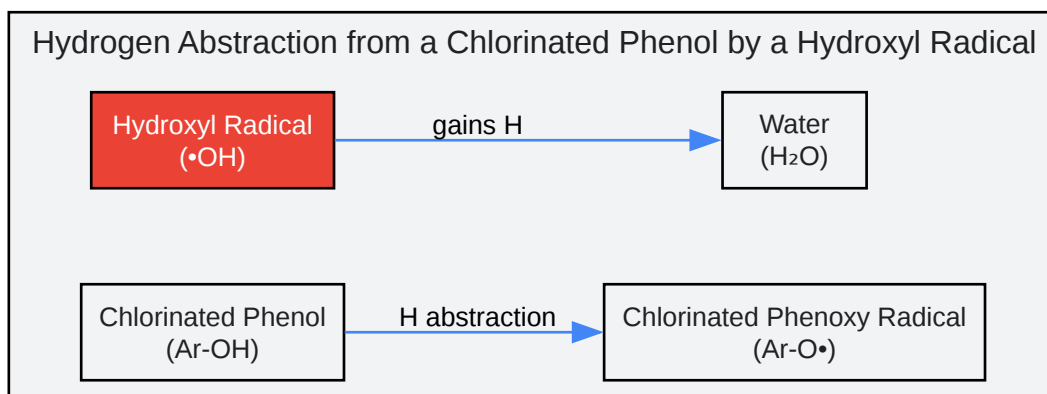 Hydrogen Abstraction from a Chlorinated Phenol by a Hydroxyl Radical
Hydroxyl Radical
(•OH)
gains H
Water
(H₂O)
Chlorinated Phenol
(Ar-OH)
H abstraction
Chlorinated Phenoxy Radical
(Ar-O•)